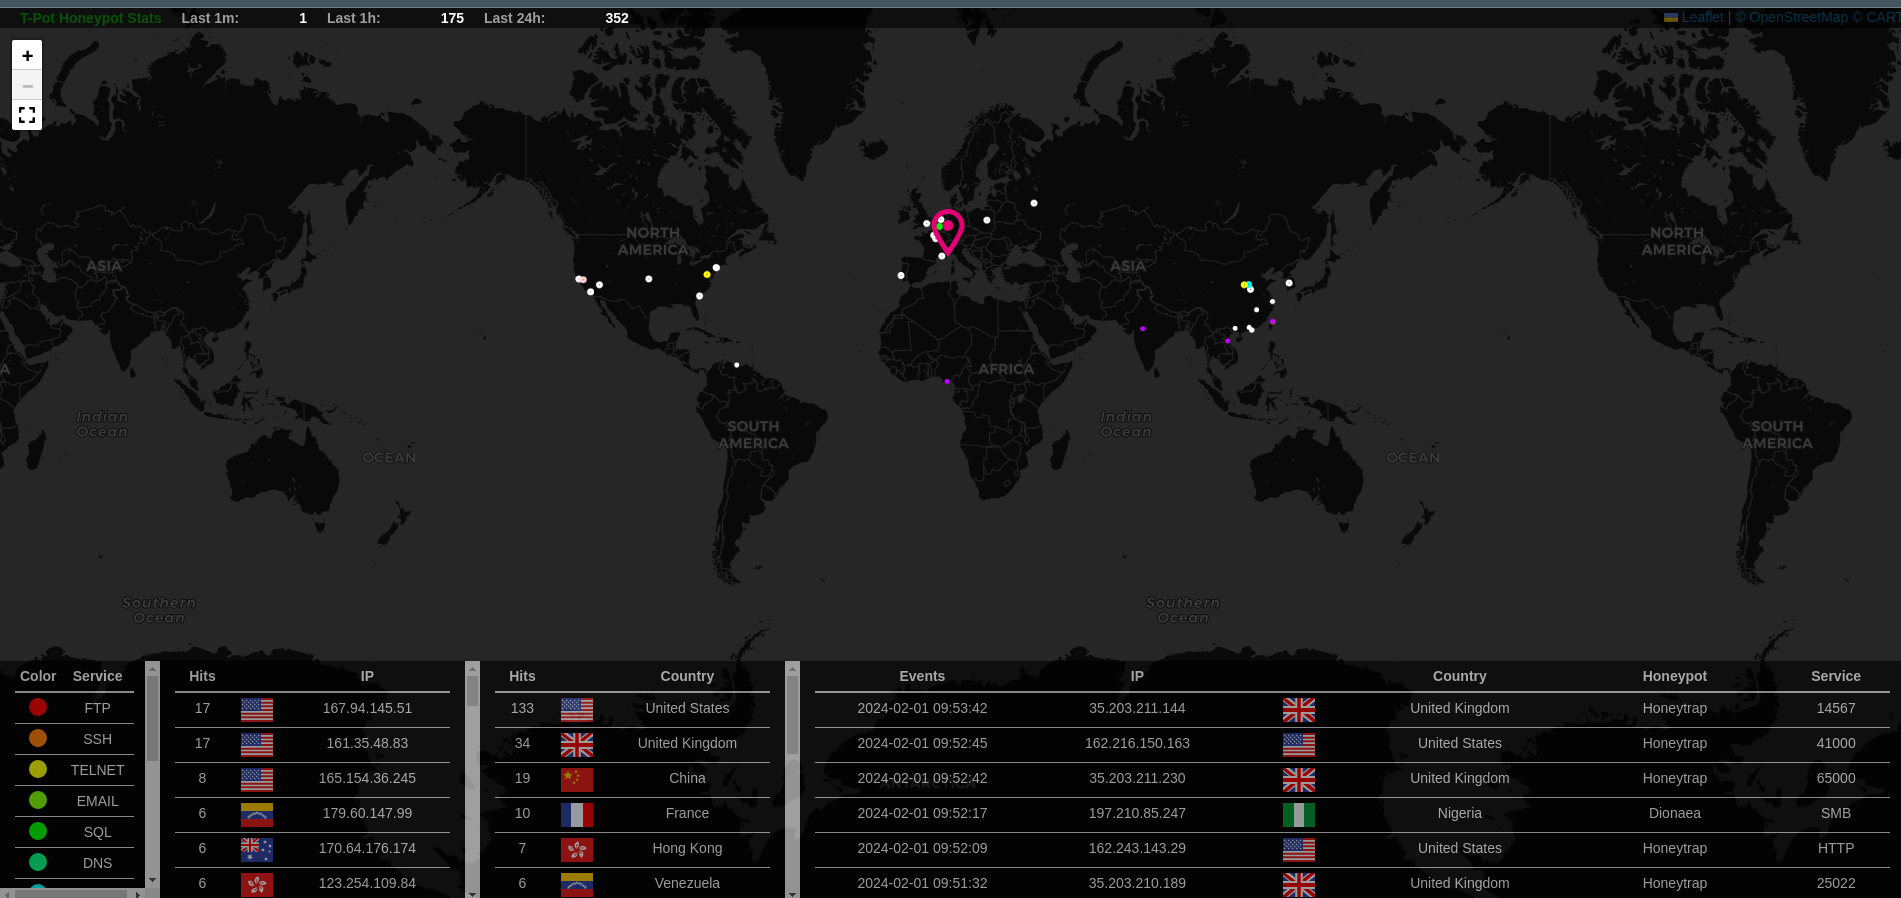 T-Pot Honeypot Stats Last 1m: 1 Last 1h: 175 Last 24h: 352
Leaflet | © OpenStreetMap © CART
+
−
NORTH
AMERICA
NORTH
AMERICA
ASIA
ASIA
AFRICA
A
Indian
Ocean
Indian
Ocean
SOUTH
AMERICA
SOUTH
AMERICA
OCEAN
OCEAN
Southern
Ocean
Southern
Ocean
ANTARCTICA
Color Service
FTP
SSH
TELNET
EMAIL
SQL
DNS
Hits IP
17 167.94.145.51
17 161.35.48.83
8 165.154.36.245
6 179.60.147.99
6 170.64.176.174
6 123.254.109.84
Hits Country
133 United States
34 United Kingdom
19 China
10 France
7 Hong Kong
6 Venezuela
Events IP Country Honeypot Service
2024-02-01 09:53:42 35.203.211.144 United Kingdom Honeytrap 14567
2024-02-01 09:52:45 162.216.150.163 United States Honeytrap 41000
2024-02-01 09:52:42 35.203.211.230 United Kingdom Honeytrap 65000
2024-02-01 09:52:17 197.210.85.247 Nigeria Dionaea SMB
2024-02-01 09:52:09 162.243.143.29 United States Honeytrap HTTP
2024-02-01 09:51:32 35.203.210.189 United Kingdom Honeytrap 25022